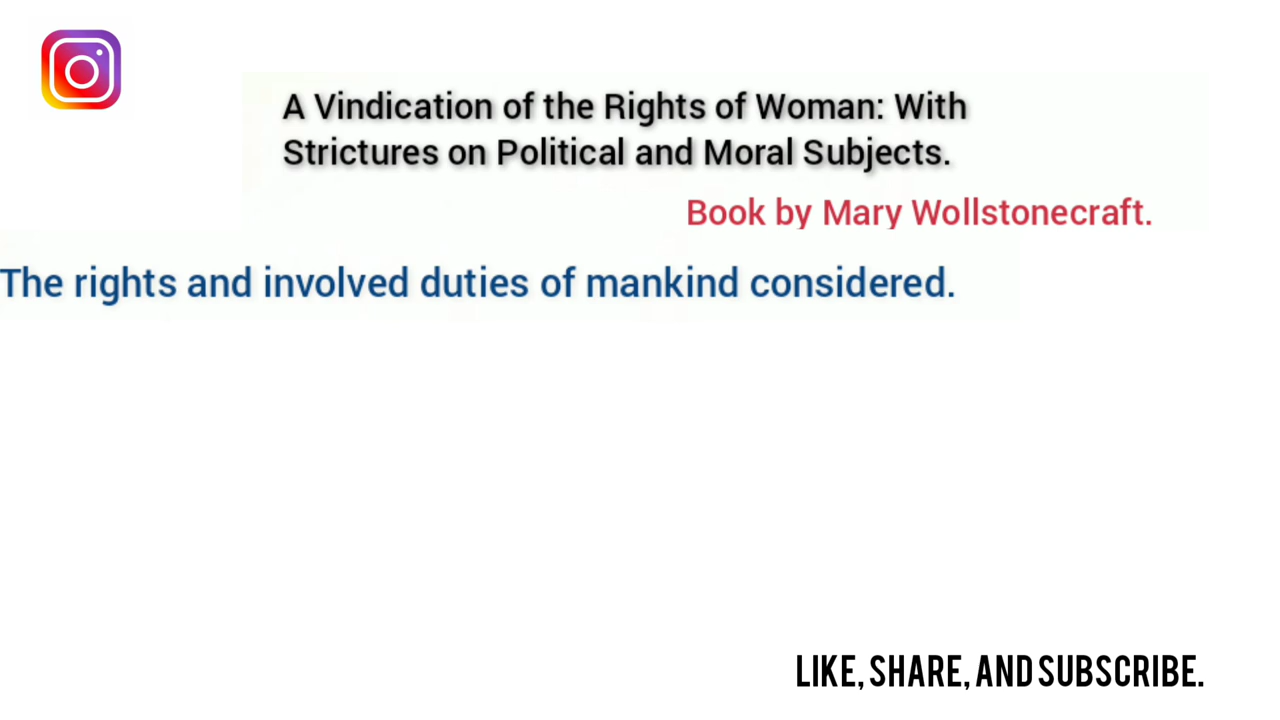 A Vindication of the Rights of Woman: With
Strictures on Political and Moral Subjects.
Book by Mary Wollstonecraft.
The rights and involved duties of mankind considered.
LIKE, SHARE, AND SUBSCRIBE.